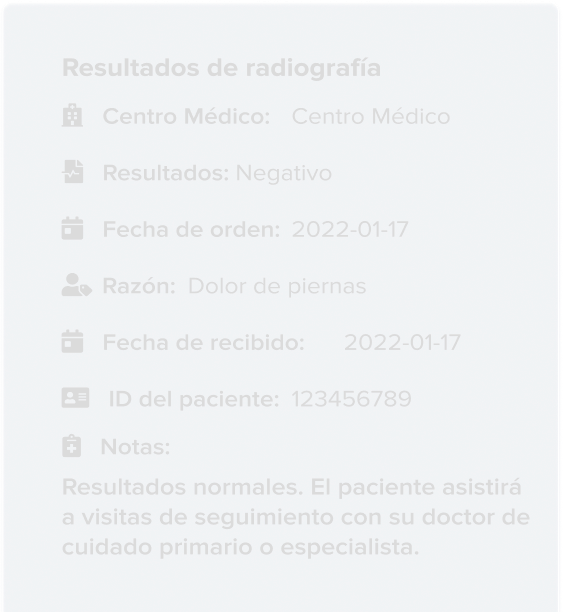 Resultados de radiografía
Centro Médico: Centro Médico
Resultados: Negativo
Fecha de orden: 2022-01-17
Razón: Dolor de piernas
Fecha de recibido: 2022-01-17
ID del paciente: 123456789
Notas:
Resultados normales. El paciente asistirá
a visitas de seguimiento con su doctor de
cuidado primario o especialista.